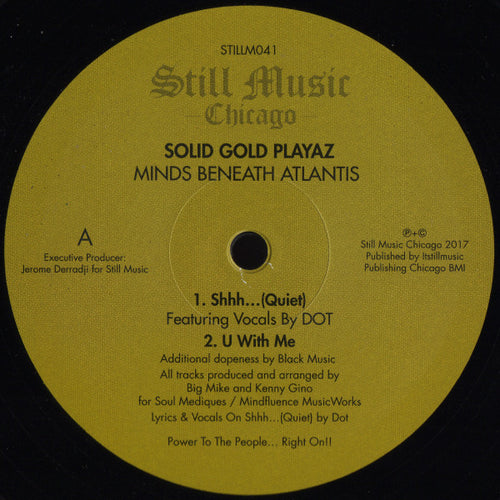 STILLM041
Still Music
Chicago
SOLID GOLD PLAYAZ
MINDS BENEATH ATLANTIS
A
Executive Producer:
Jerome Derradji for Still Music
℗+©
Still Music Chicago 2017
Published by Itstillmusic
Publishing Chicago BMI
1. Shhh...(Quiet)
Featuring Vocals By DOT
2. U With Me
Additional dopeness by Black Music
All tracks produced and arranged by
Big Mike and Kenny Gino
for Soul Mediques / Mindfluence MusicWorks
Lyrics & Vocals On Shhh...(Quiet) by Dot
Power To The People... Right On!!